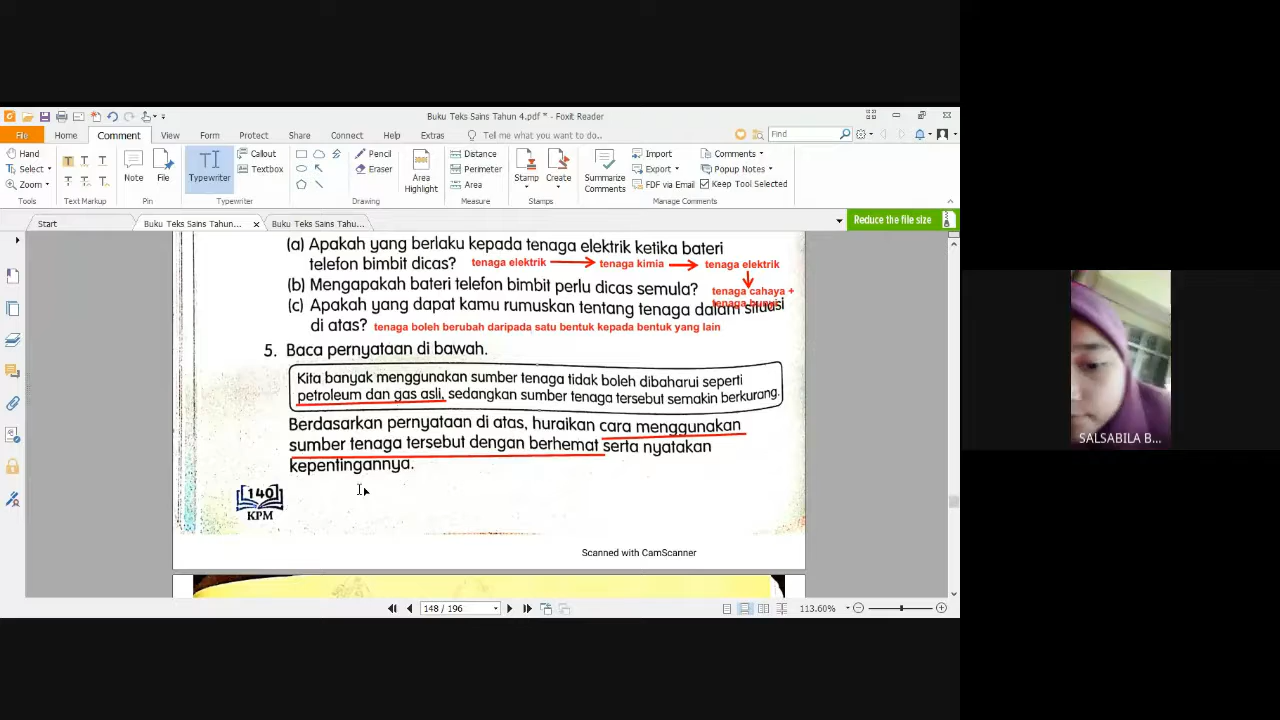 Buku Teks Sains Tahun 4.pdf * - Foxit Reader
File Home Comment View Form Protect Share Connect Help Extras Tell me what you want to do.. Find
Hand
Select
Zoom
Tools
Text Markup
Note
File
Pin
Typewriter
Callout
Textbox
Typewriter
Pencil
Eraser
Drawing
Area
Highlight
Distance
Perimeter
Area
Measure
Stamp
Create
Stamps
Summarize
Comments
Import
Export
FDF via Email
Comments
Popup Notes
Keep Tool Selected
Manage Comments
Start
Buku Teks Sains Tahun...
Buku Teks Sains Tahu...
Reduce the file size
(a) Apakah yang berlaku kepada tenaga elektrik ketika bateri
telefon bimbit dicas? tenaga elektrik tenaga kimia tenaga elektrik
(b) Mengapakah bateri telefon bimbit perlu dicas semula? tenaga cahaya +
tenaga bunyi
(c) Apakah yang dapat kamu rumuskan tentang tenaga dalam situasi
di atas? tenaga boleh berubah daripada satu bentuk kepada bentuk yang lain
5. Baca pernyataan di bawah.
Kita banyak menggunakan sumber tenaga tidak boleh dibaharui seperti
petroleum dan gas asli, sedangkan sumber tenaga tersebut semakin berkurang.
Berdasarkan pernyataan di atas, huraikan cara menggunakan
sumber tenaga tersebut dengan berhemat serta nyatakan
kepentingannya.
140
KPM
Scanned with CamScanner
148 / 196
113.60%
SALSABILA B...